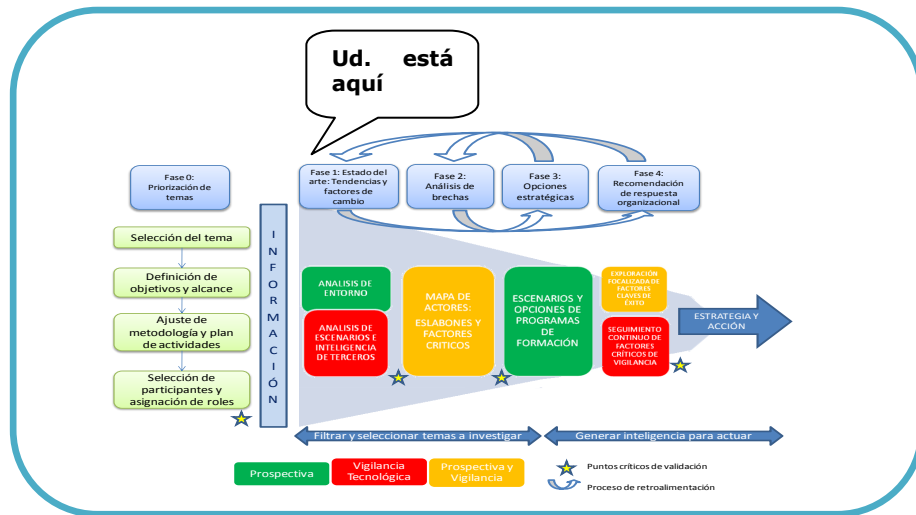 Ud. está
aquí
Fase 0:
Priorización de
temas
Fase 1: Estado del
arte: Tendencias y
factores de
cambio
Fase 2:
Análisis de
brechas
Fase 3:
Opciones
estratégicas
Fase 4:
Recomendación
de respuesta
organizacional
Selección del tema
Definición de
objetivos y alcance
Ajuste de
metodología y plan
de actividades
Selección de
participantes y
asignación de roles
INFORMACIÓN
ANALISIS DE
ENTORNO
ANALISIS DE
ESCENARIOS E
INTELIGENCIA DE
TERCEROS
MAPA DE
ACTORES:
ESLABONES Y
FACTORES
CRITICOS
ESCENARIOS Y
OPCIONES DE
PROGRAMAS
DE
FORMACIÓN
EXPLORACIÓN
FOCALIZADA DE
FACTORES
CLAVES DE
ÉXITO
SEGUIMIENTO
CONTINUO DE
FACTORES
CRÍTICOS DE
VIGILANCIA
ESTRATEGIA Y
ACCIÓN
Filtrar y seleccionar temas a investigar
Generar inteligencia para actuar
Prospectiva
Vigilancia
Tecnológica
Prospectiva y
Vigilancia
Puntos críticos de validación
Proceso de retroalimentación